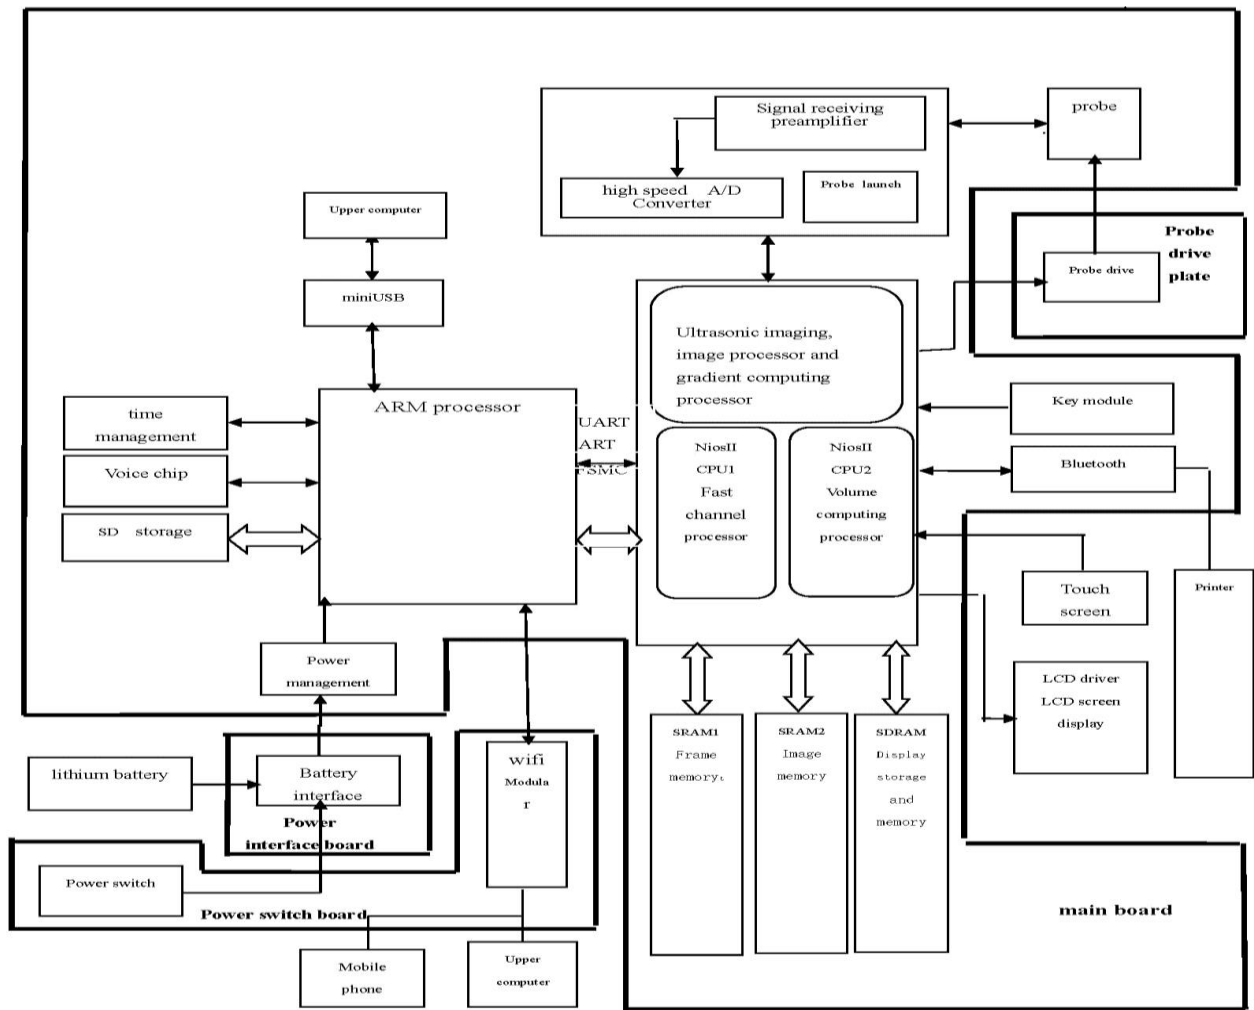 Signal receiving
preamplifier
probe
high speed A/D
Converter
Probe launch
Upper computer
Probe
drive
plate
Probe drive
miniUSB
Ultrasonic imaging,
image processor and
gradient computing
processor
ARM processor
time
management
UART
ART
FSMC
Key module
Voice chip
NiosII
CPU1
Fast
channel
processor
NiosII
CPU2
Volume
computing
processor
Bluetooth
SD storage
Touch
screen
Printer
Power
management
LCD driver
LCD screen
display
SRAM1
Frame
memory
SRAM2
Image
memory
SDRAM
Display
storage
and
memory
lithium battery
Battery
interface
wifi
Modula
r
Power
interface board
Power switch
Power switch board
main board
Mobile
phone
Upper
computer